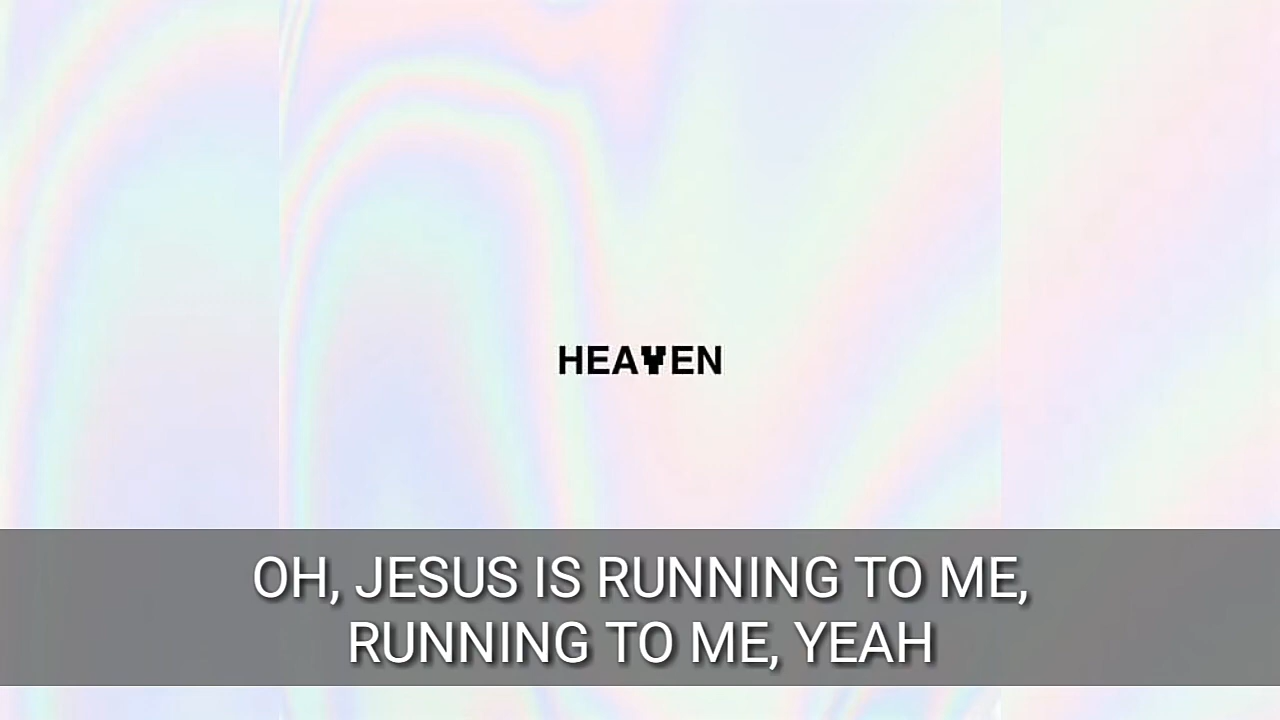 HEAVEN
OH, JESUS IS RUNNING TO ME,
RUNNING TO ME, YEAH